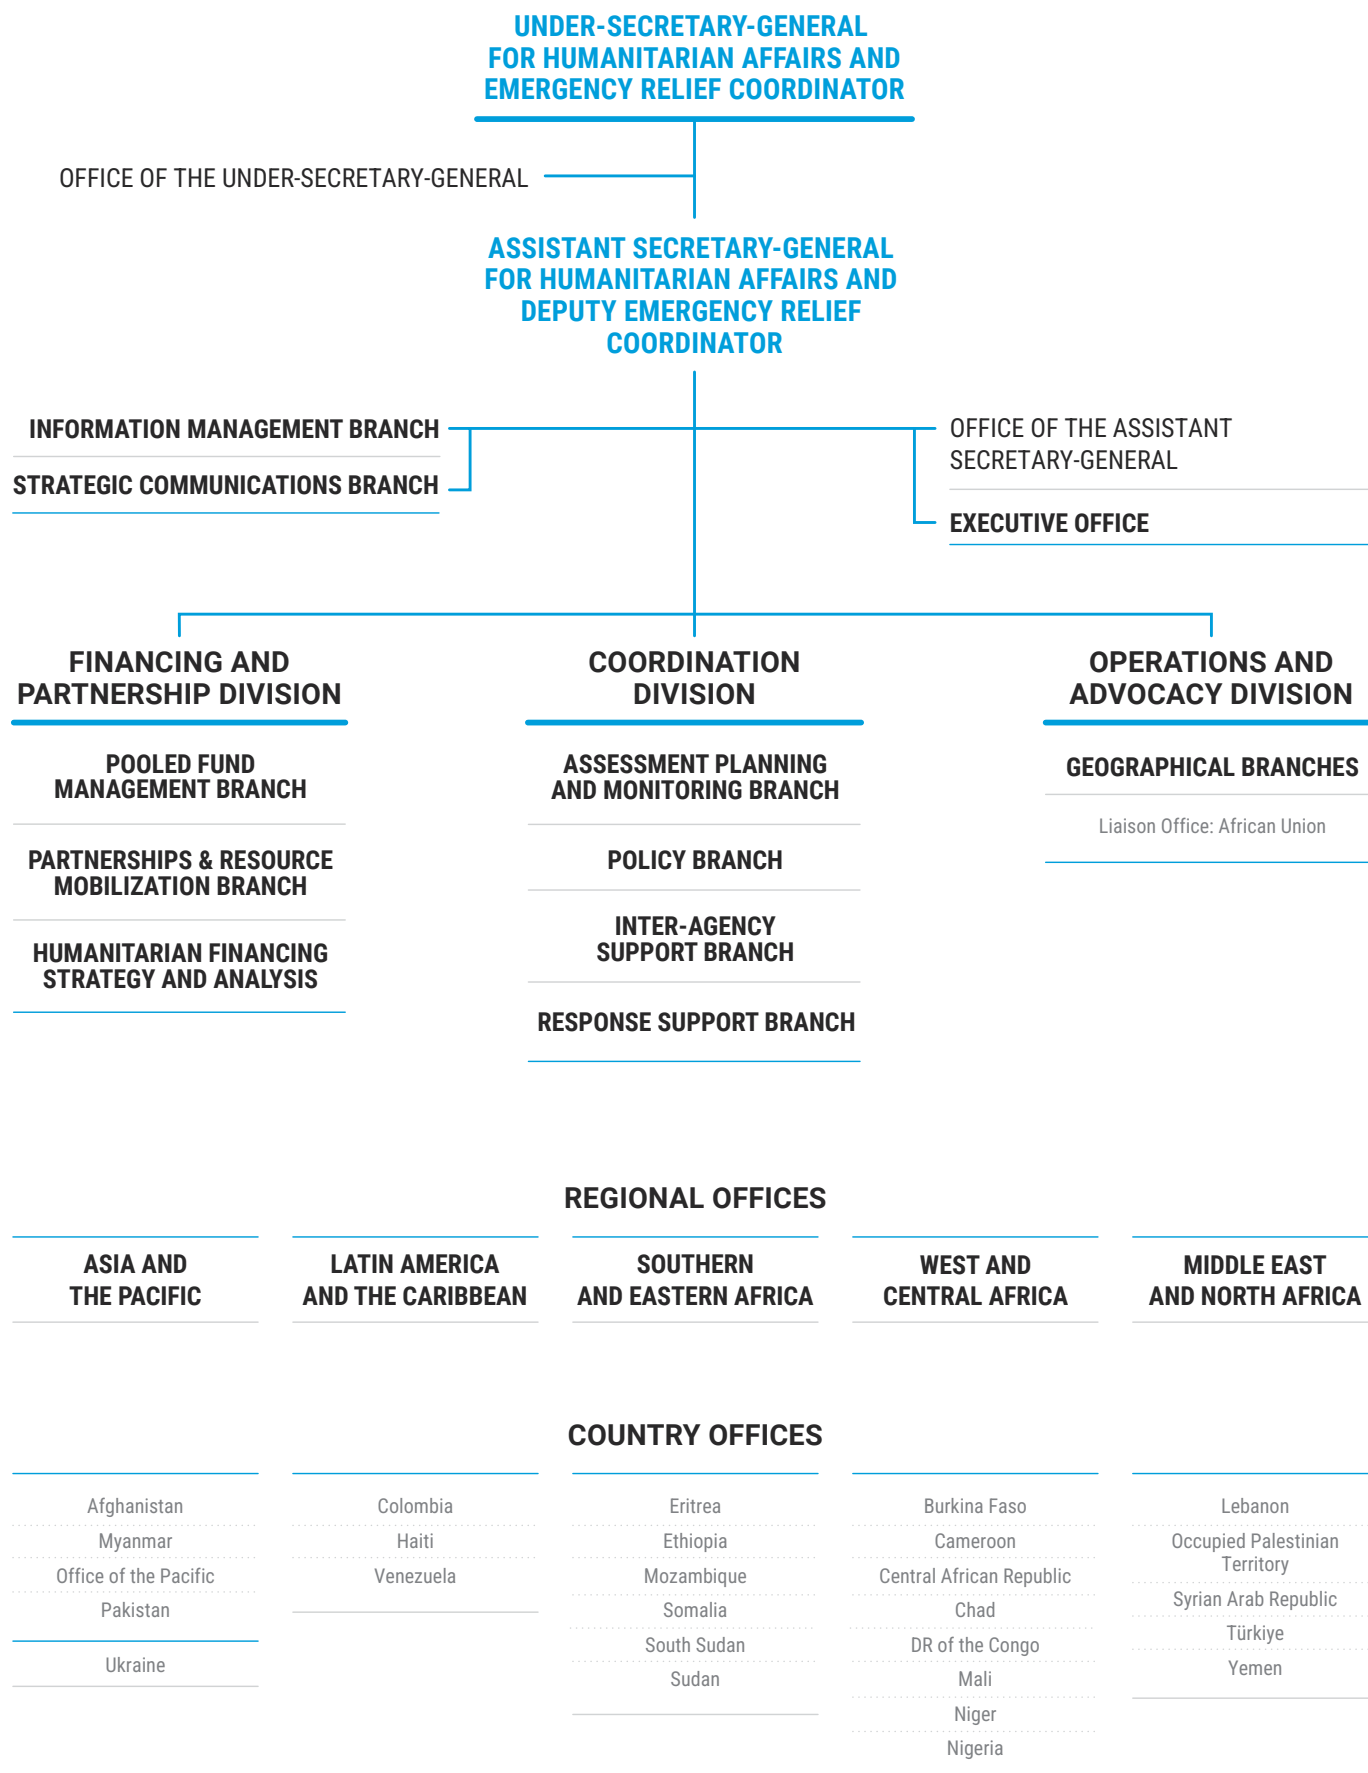 UNDER-SECRETARY-GENERAL
FOR HUMANITARIAN AFFAIRS AND
EMERGENCY RELIEF COORDINATOR
OFFICE OF THE UNDER-SECRETARY-GENERAL
ASSISTANT SECRETARY-GENERAL
FOR HUMANITARIAN AFFAIRS AND
DEPUTY EMERGENCY RELIEF
COORDINATOR
INFORMATION MANAGEMENT BRANCH
STRATEGIC COMMUNICATIONS BRANCH
OFFICE OF THE ASSISTANT
SECRETARY-GENERAL
EXECUTIVE OFFICE
FINANCING AND
PARTNERSHIP DIVISION
POOLED FUND
MANAGEMENT BRANCH
PARTNERSHIPS & RESOURCE
MOBILIZATION BRANCH
HUMANITARIAN FINANCING
STRATEGY AND ANALYSIS
COORDINATION
DIVISION
ASSESSMENT PLANNING
AND MONITORING BRANCH
POLICY BRANCH
INTER-AGENCY
SUPPORT BRANCH
RESPONSE SUPPORT BRANCH
OPERATIONS AND
ADVOCACY DIVISION
GEOGRAPHICAL BRANCHES
Liaison Office: African Union
REGIONAL OFFICES
ASIA AND
THE PACIFIC
LATIN AMERICA
AND THE CARIBBEAN
SOUTHERN
AND EASTERN AFRICA
WEST AND
CENTRAL AFRICA
MIDDLE EAST
AND NORTH AFRICA
COUNTRY OFFICES
Afghanistan
Myanmar
Office of the Pacific
Pakistan
Ukraine
Colombia
Haiti
Venezuela
Eritrea
Ethiopia
Mozambique
Somalia
South Sudan
Sudan
Burkina Faso
Cameroon
Central African Republic
Chad
DR of the Congo
Mali
Niger
Nigeria
Lebanon
Occupied Palestinian
Territory
Syrian Arab Republic
Türkiye
Yemen